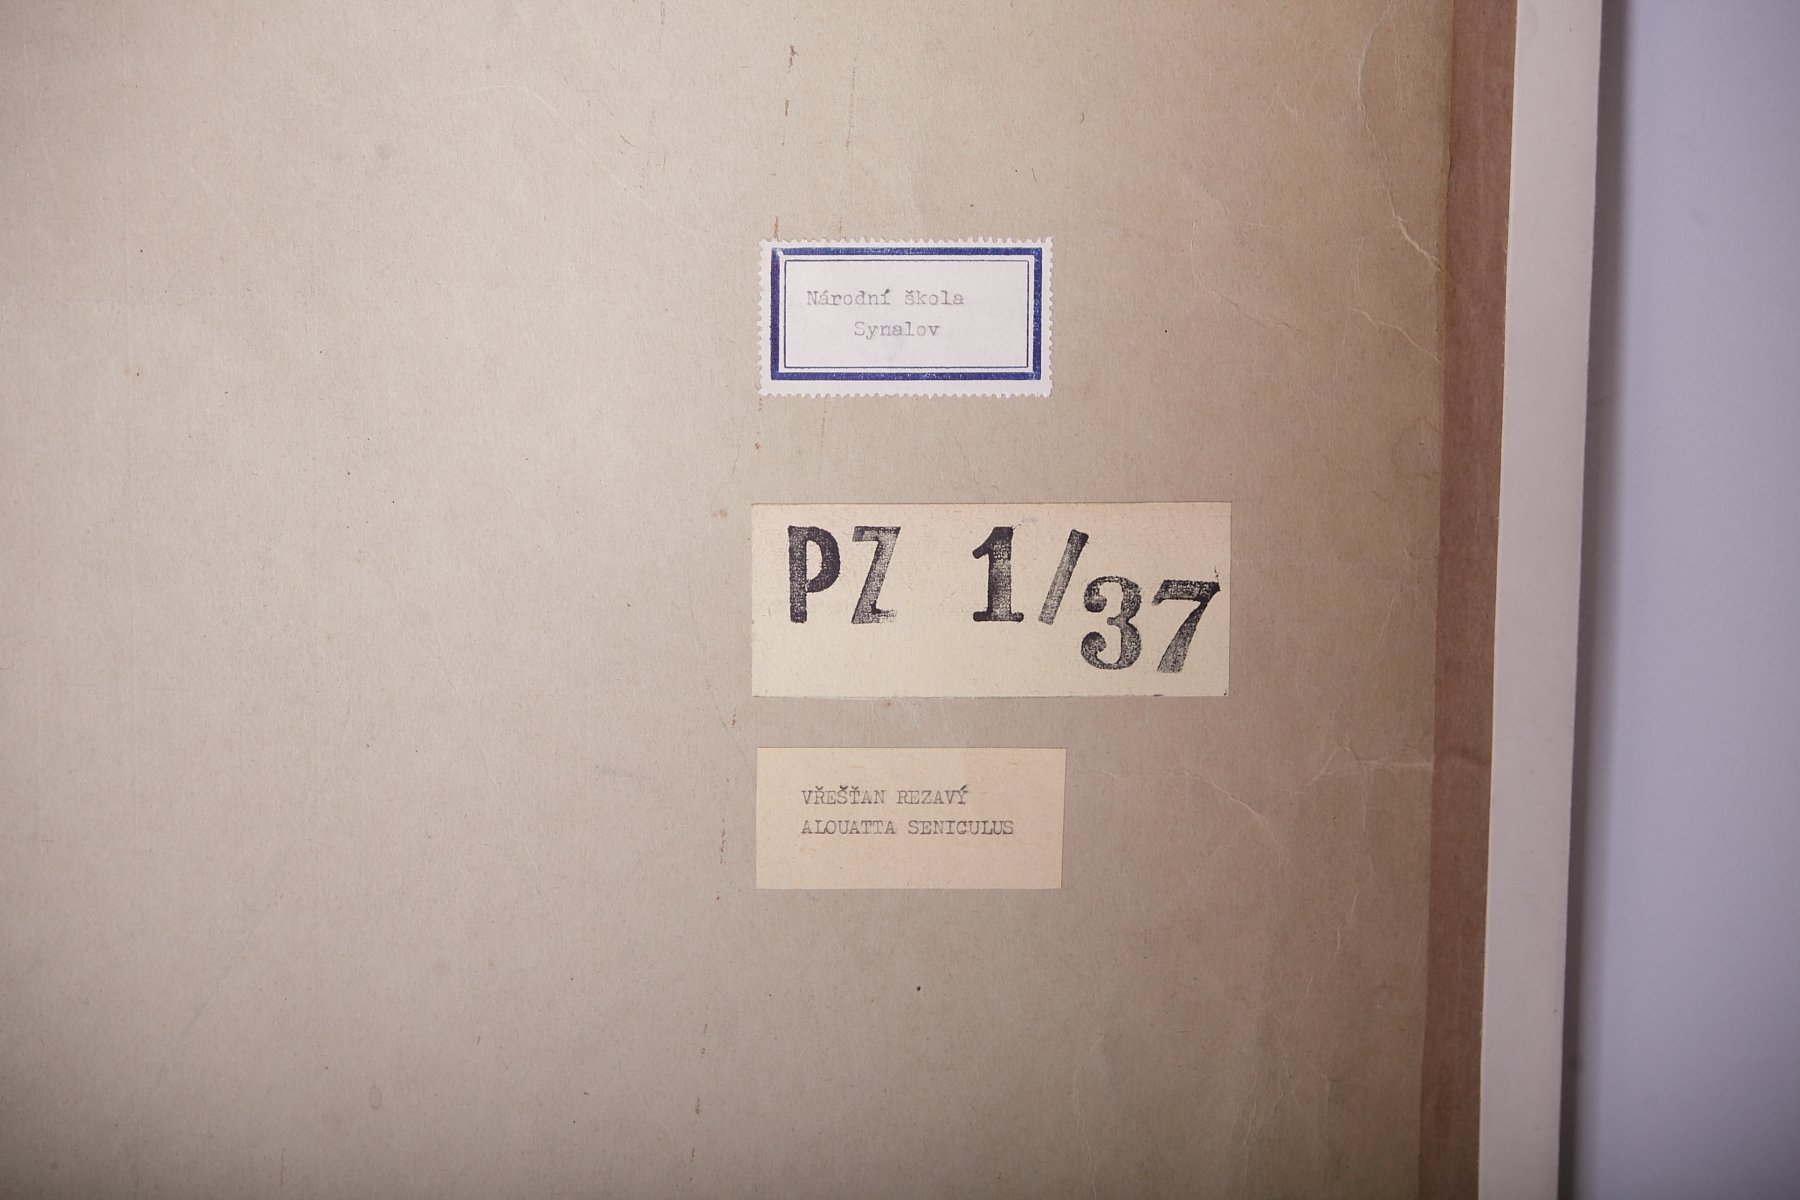 Národní škola
Synalov
PZ 1/37
VŘEŠŤAN REZAVÝ
ALOUATTA SENICULUS